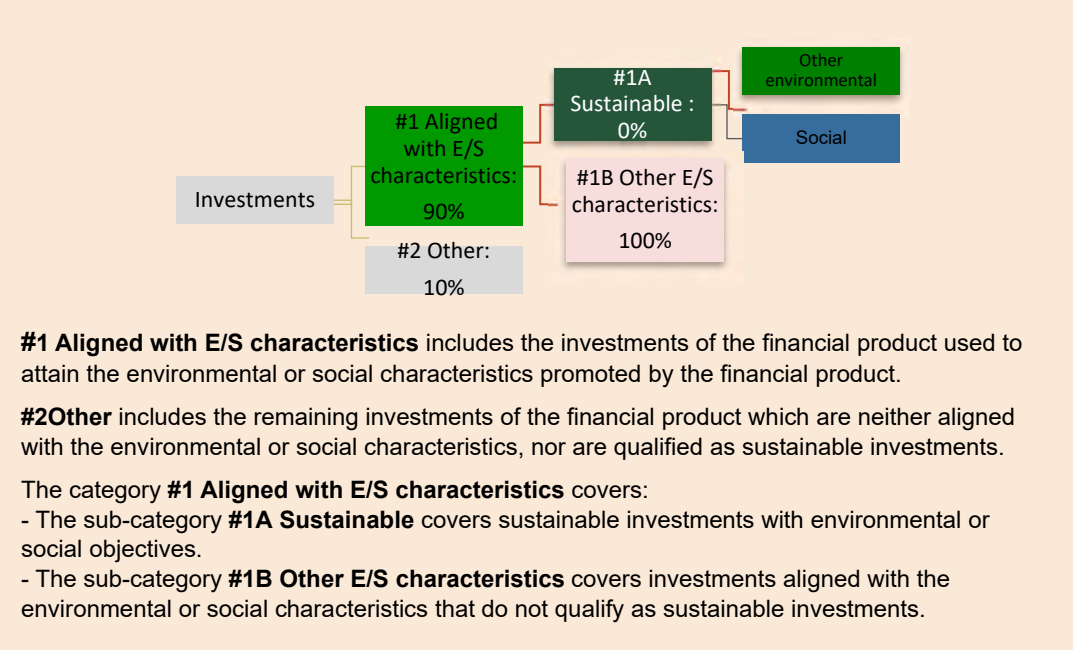 Other
environmental
#1A
Sustainable :
0%
Social
#1 Aligned
with E/S
characteristics:
90%
#1B Other E/S
characteristics:
100%
Investments
#2 Other:
10%
#1 Aligned with E/S characteristics includes the investments of the financial product used to
attain the environmental or social characteristics promoted by the financial product.
#2Other includes the remaining investments of the financial product which are neither aligned
with the environmental or social characteristics, nor are qualified as sustainable investments.
The category #1 Aligned with E/S characteristics covers:
- The sub-category #1A Sustainable covers sustainable investments with environmental or
social objectives.
- The sub-category #1B Other E/S characteristics covers investments aligned with the
environmental or social characteristics that do not qualify as sustainable investments.